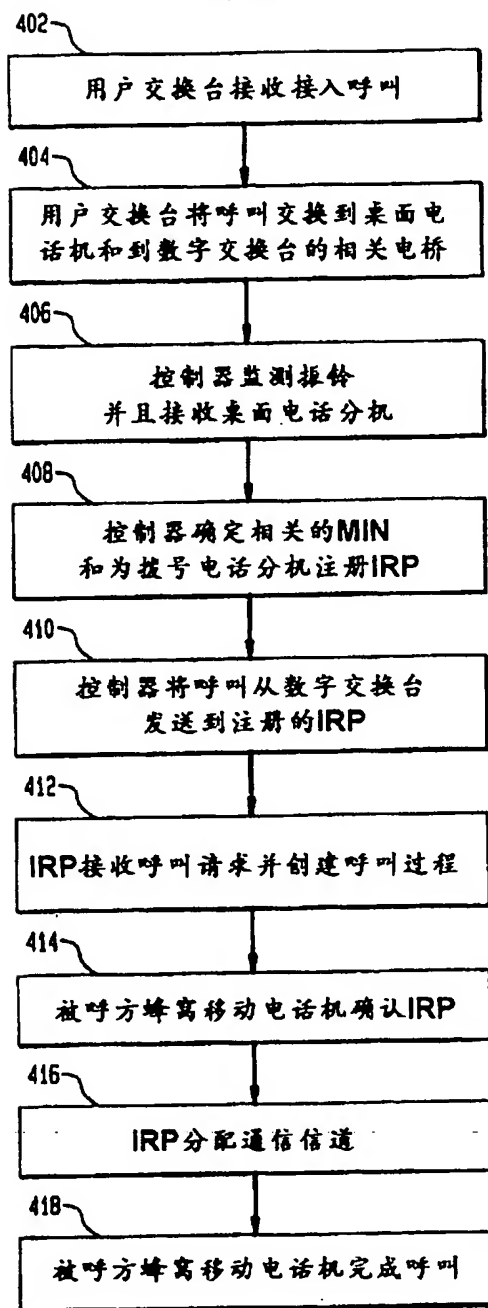 402
用户交换台接收接入呼叫
404
用户交换台将呼叫交换到桌面电
话机和到数字交换台的相关电桥
406
控制器监测振铃
并且接收桌面电话分机
408
控制器确定相关的MIN
和为拨号电话分机注册IRP
410
控制器将呼叫从数字交换台
发送到注册的IRP
412
IRP接收呼叫请求并创建呼叫过程
414
被呼方蜂窝移动电话机确认IRP
416
IRP分配通信信道
418
被呼方蜂窝移动电话机完成呼叫